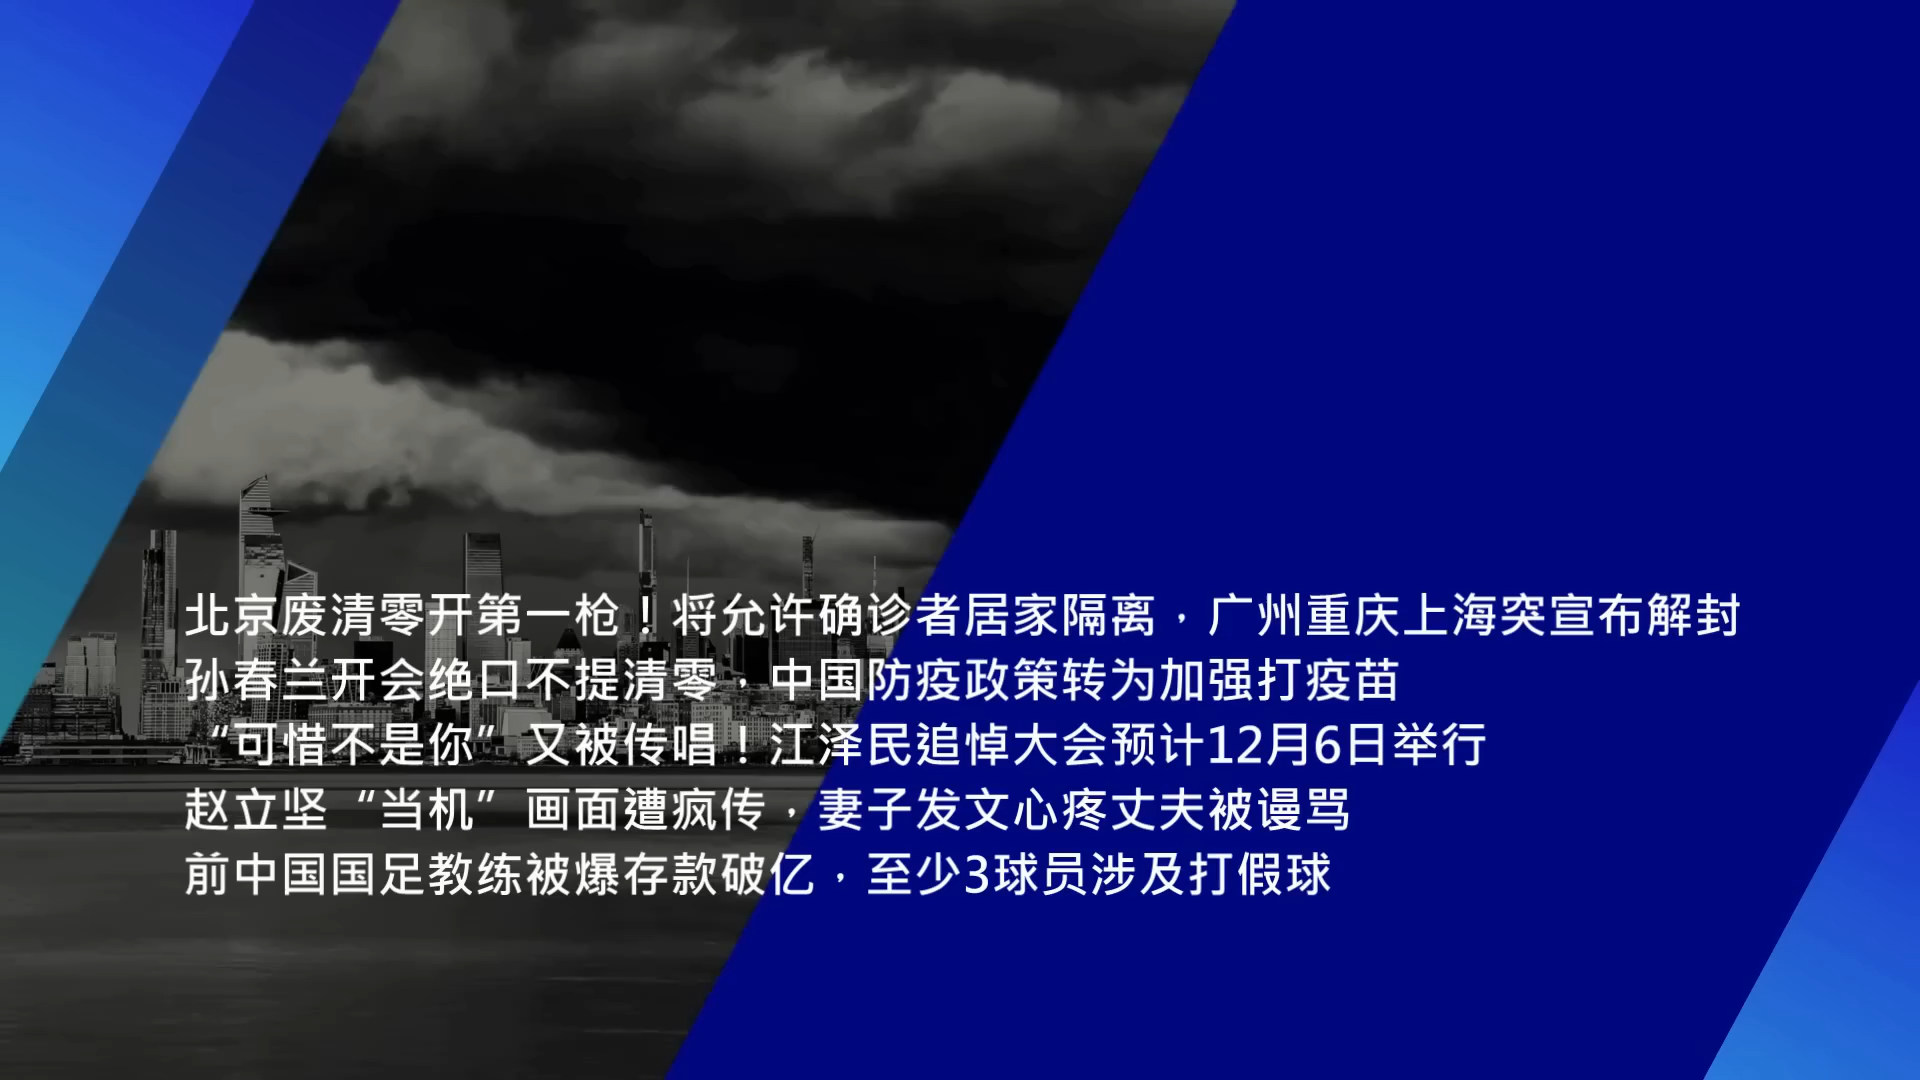 北京废清零开第一枪！将允许确诊者居家隔离，广州重庆上海突宣布解封
孙春兰开会绝口不提清零，中国防疫政策转为加强打疫苗
“可惜不是你”又被传唱！江泽民追悼大会预计12月6日举行
赵立坚“当机”画面遭疯传，妻子发文心疼丈夫被谩骂
前中国国足教练被爆存款破亿，至少3球员涉及打假球